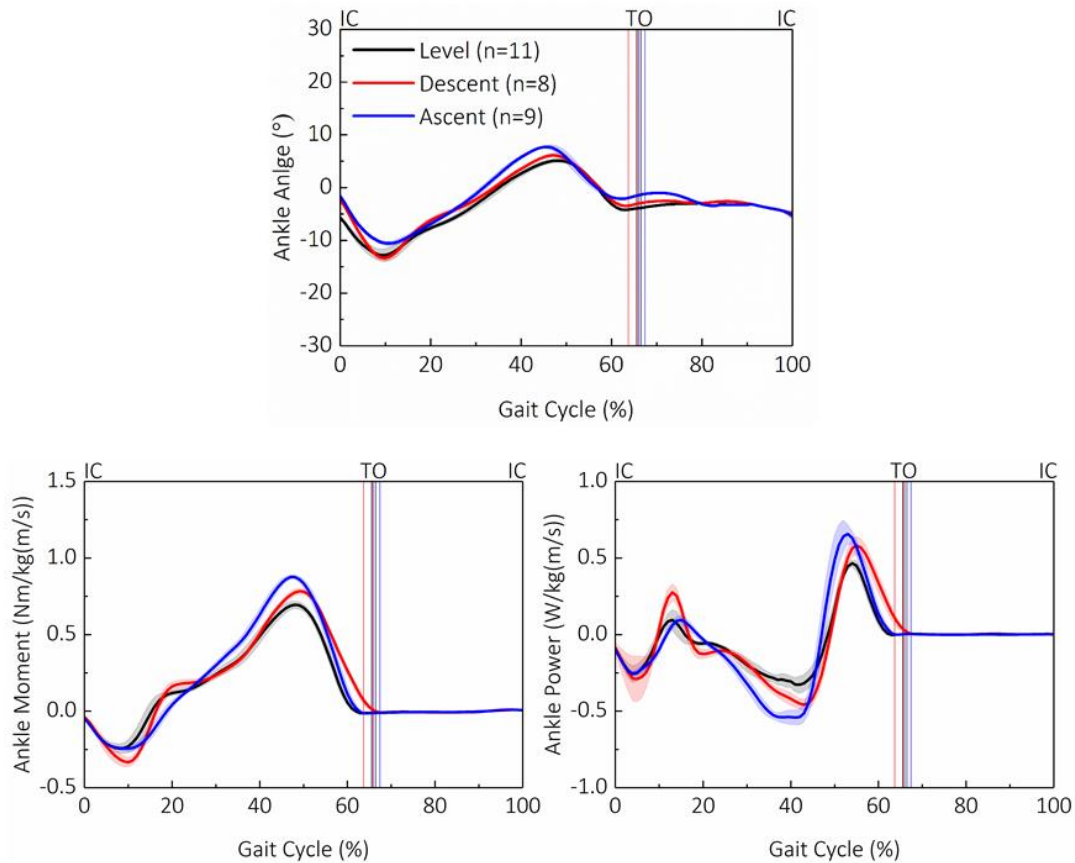 IC TO IC
30
20
10
0
-10
-20
-30
Ankle Anlge (°)
Level (n=11)
Descent (n=8)
Ascent (n=9)
0 20 40 60 80 100
Gait Cycle (%)
IC TO IC
1.5
1.0
0.5
0.0
-0.5
Ankle Moment (Nm/kg(m/s))
0 20 40 60 80 100
Gait Cycle (%)
IC TO IC
1.0
0.5
0.0
-0.5
-1.0
Ankle Power (W/kg(m/s))
0 20 40 60 80 100
Gait Cycle (%)